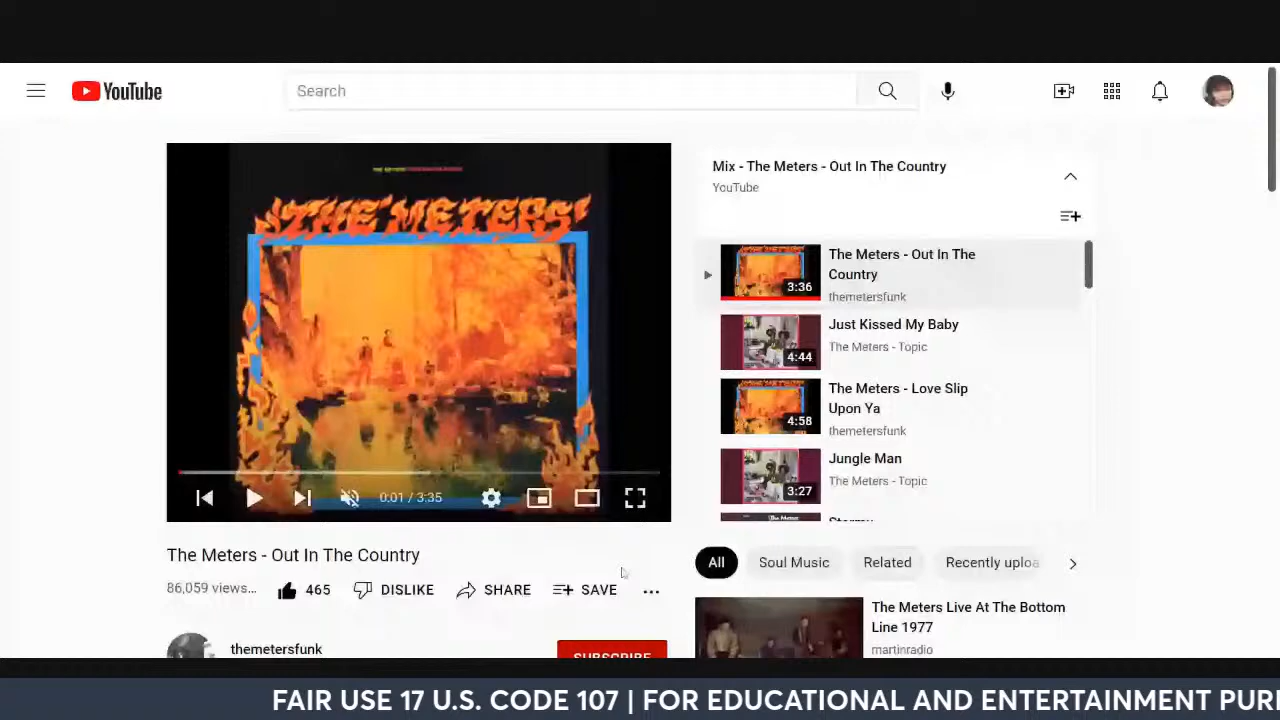 YouTube
Search
THE METERS
Mix - The Meters - Out In The Country
YouTube
The Meters - Out In The
Country
themetersfunk
3:36
Just Kissed My Baby
The Meters - Topic
4:44
The Meters - Love Slip
Upon Ya
themetersfunk
4:58
Jungle Man
The Meters - Topic
3:27
0:01 / 3:35
The Meters - Out In The Country
86,059 views...
465
DISLIKE
SHARE
SAVE
themetersfunk
SUBSCRIBE
All
Soul Music
Related
Recently uploa
The Meters Live At The Bottom
Line 1977
martinradio
FAIR USE 17 U.S. CODE 107 | FOR EDUCATIONAL AND ENTERTAINMENT PUR